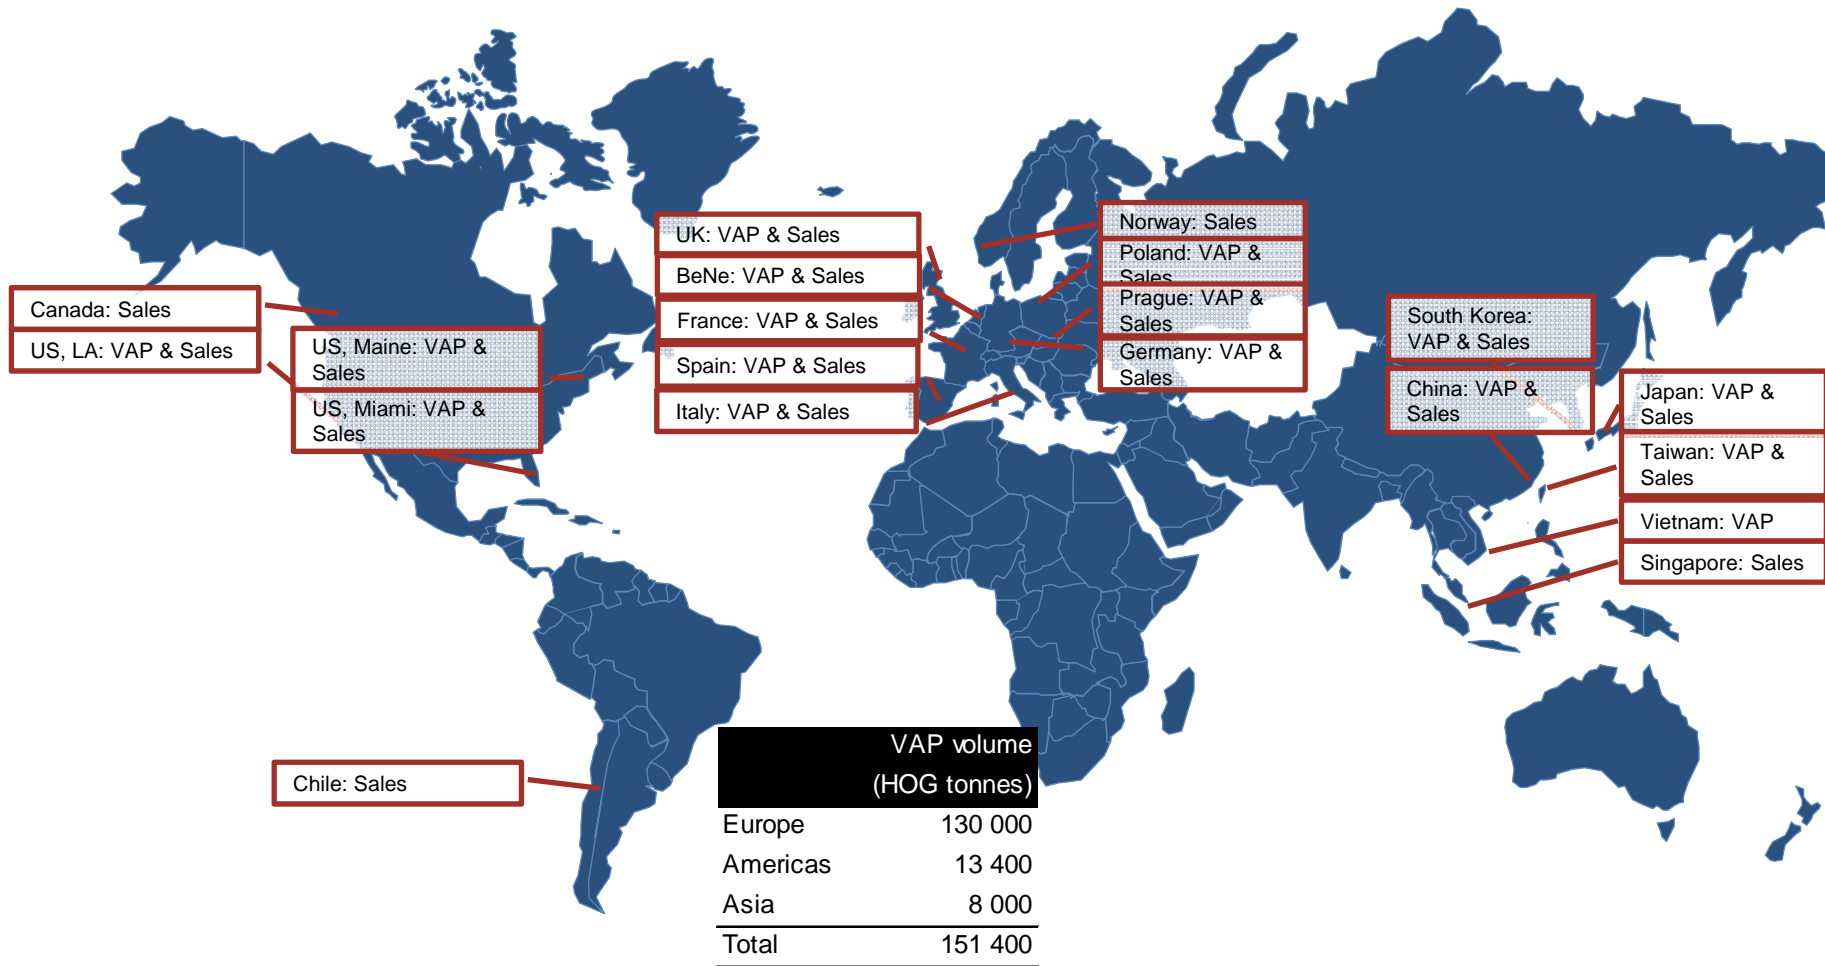 UK: VAP & Sales
BeNe: VAP & Sales
France: VAP & Sales
Spain: VAP & Sales
Italy: VAP & Sales
Norway: Sales
Poland: VAP &
Sales
Prague: VAP &
Sales
Germany: VAP &
Sales
Canada: Sales
US, LA: VAP & Sales
US, Maine: VAP &
Sales
US, Miami: VAP &
Sales
South Korea:
VAP & Sales
China: VAP &
Sales
Japan: VAP &
Sales
Taiwan: VAP &
Sales
Vietnam: VAP
Singapore: Sales
Chile: Sales
VAP volume
(HOG tonnes)
Europe 130 000
Americas 13 400
Asia 8 000
Total 151 400